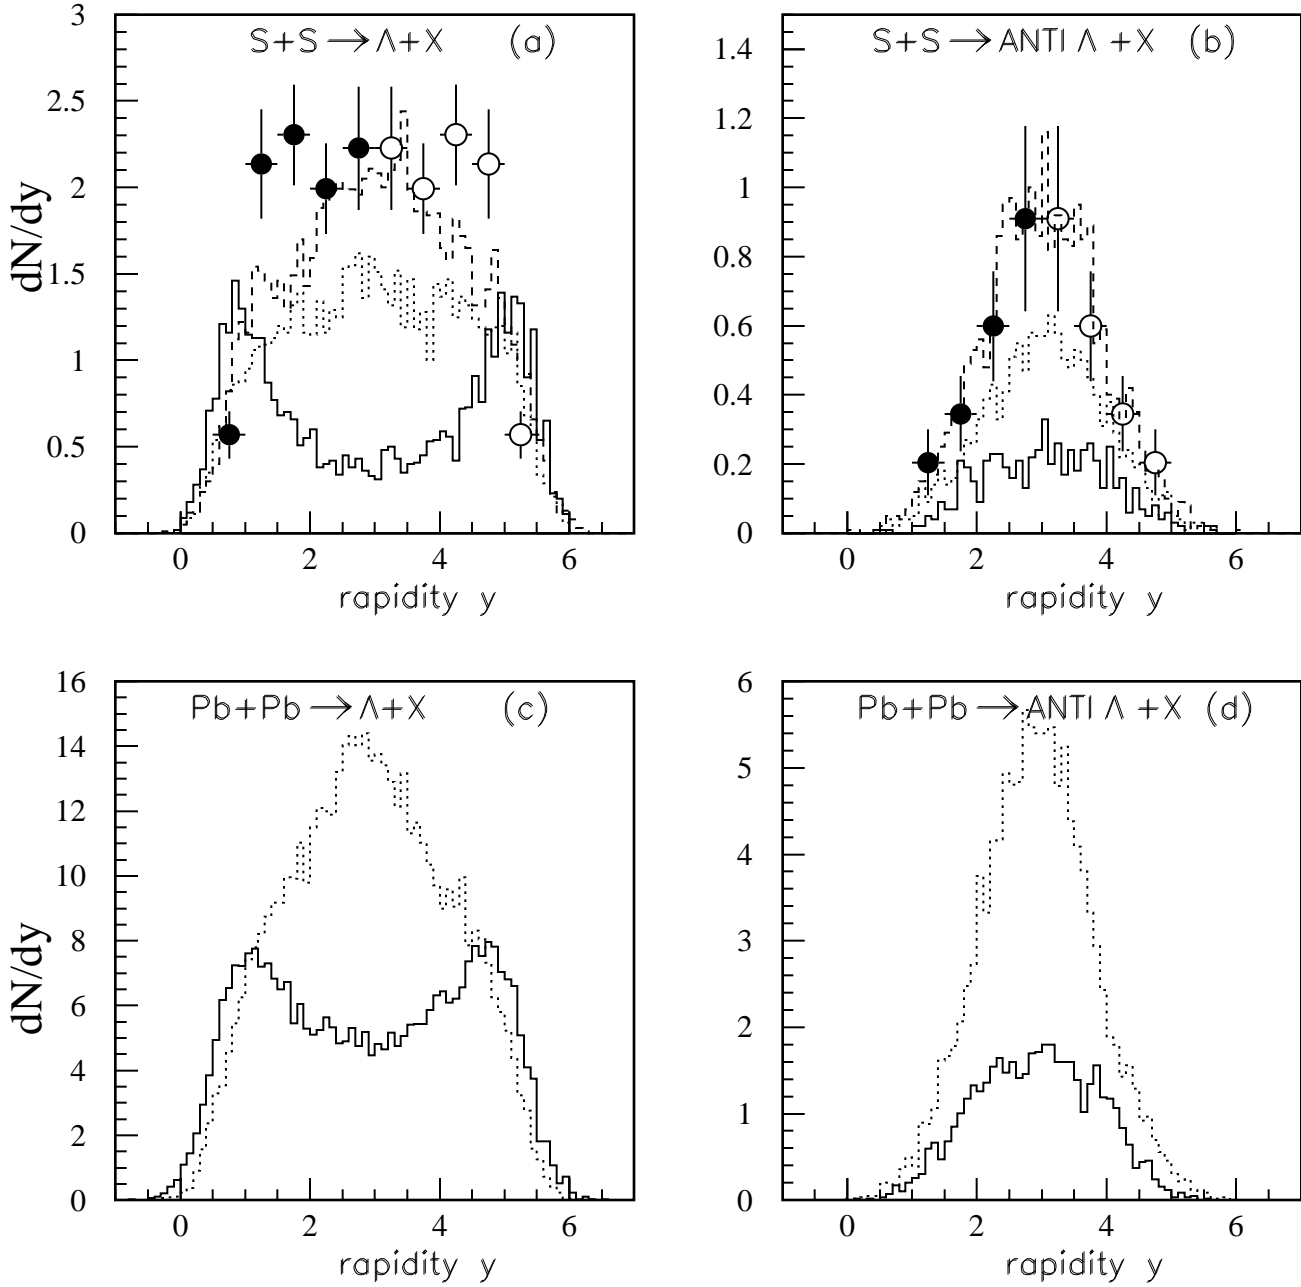 S+S → Λ+X (a)
3
2.5
2
1.5
1
0.5
0
dN/dy
0 2 4 6
rapidity y
S+S → ANTI Λ +X (b)
1.4
1.2
1
0.8
0.6
0.4
0.2
0
0 2 4 6
rapidity y
Pb+Pb → Λ+X (c)
16
14
12
10
8
6
4
2
0
dN/dy
0 2 4 6
rapidity y
Pb+Pb → ANTI Λ +X (d)
6
5
4
3
2
1
0
0 2 4 6
rapidity y